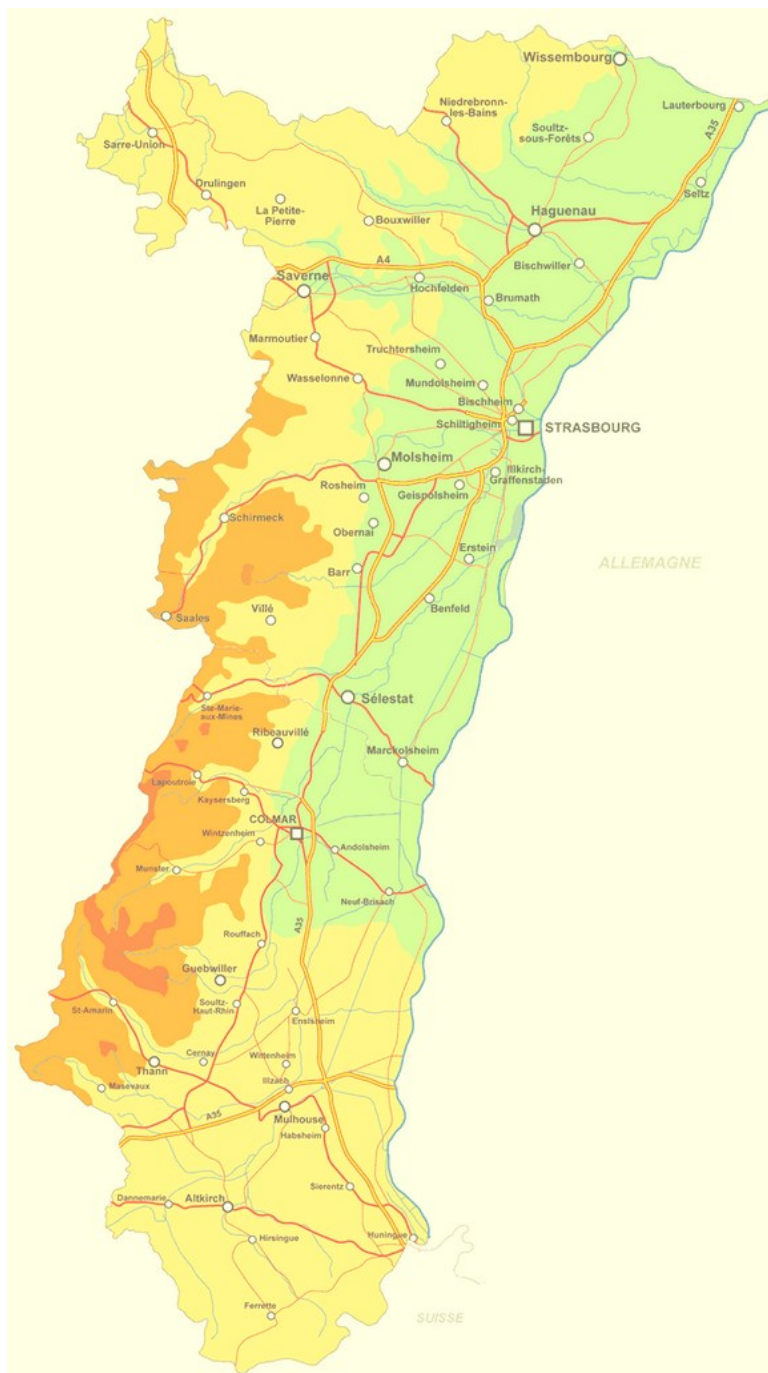 Wissembourg
Niedrebronn-
les-Bains
Lauterbourg
A35
Soultz-
sous-Forêts
Sarre-Union
Drulingen
Seltz
La Petite-
Pierre
Bouxwiller
Haguenau
A4
Bischwiller
Saverne
Hochfelden
Brumath
Marmoutier
Truchtersheim
Wasselonne
Mundolsheim
Bischheim
Schiltigheim
STRASBOURG
Molsheim
Illkirch-
Graffenstaden
Rosheim
Geispolsheim
Schirmeck
Obernai
Erstein
ALLEMAGNE
Barr
Villé
Benfeld
Saales
Sélestat
Ste-Marie-
aux-Mines
Ribeauvillé
Marckolsheim
Lapoutroie
Kaysersberg
COLMAR
Wintzenheim
Andolsheim
Munster
Neuf-Brisach
A35
Rouffach
Guebwiller
St-Amarin
Soultz-
Haut-Rhin
Enslsheim
Cernay
Wittenheim
Thann
Illzach
Masevaux
A35
Mulhouse
Habsheim
Sierentz
Dannemarie
Altkirch
Hirsingue
Huningue
Ferrette
SUISSE